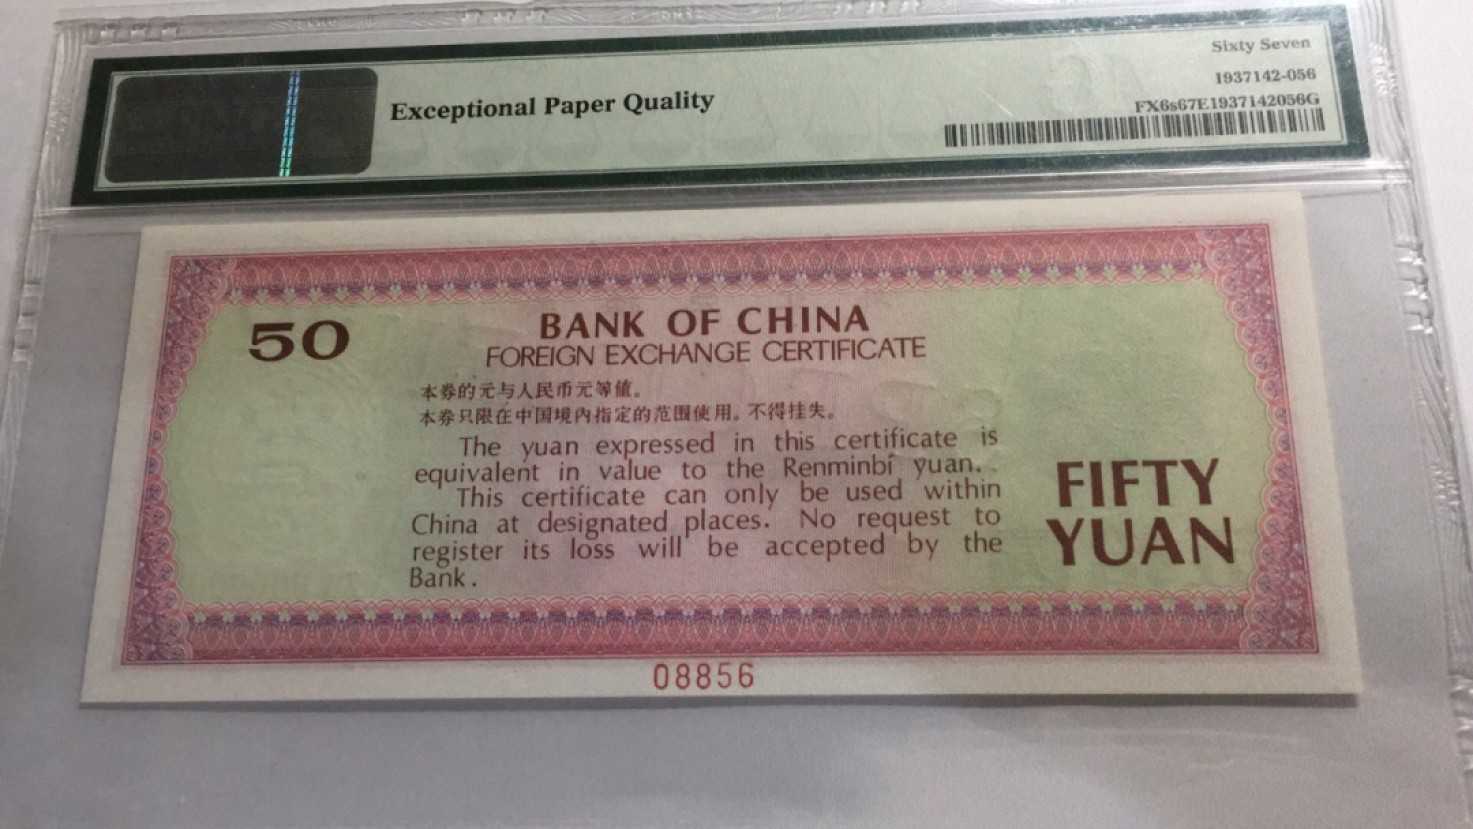 Sixty Seven
1937142-056
FX6s67E1937142056G
Exceptional Paper Quality
50
BANK OF CHINA
FOREIGN EXCHANGE CERTIFICATE
本券的元与人民币元等值。
本券只限在中国境内指定的范围使用。不得挂失。
The yuan expressed in this certificate is
equivalent in value to the Renminbi yuan.
This certificate can only be used within
China at designated places. No request to
register its loss will be accepted by the
Bank.
FIFTY
YUAN
08856